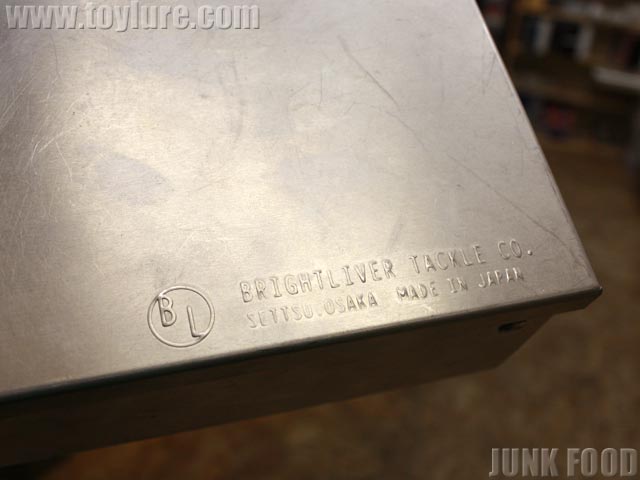 www.toylure.com
BL
BRIGHTLIVER TACKLE CO.
SETTSU.OSAKA MADE IN JAPAN
JUNK FOOD